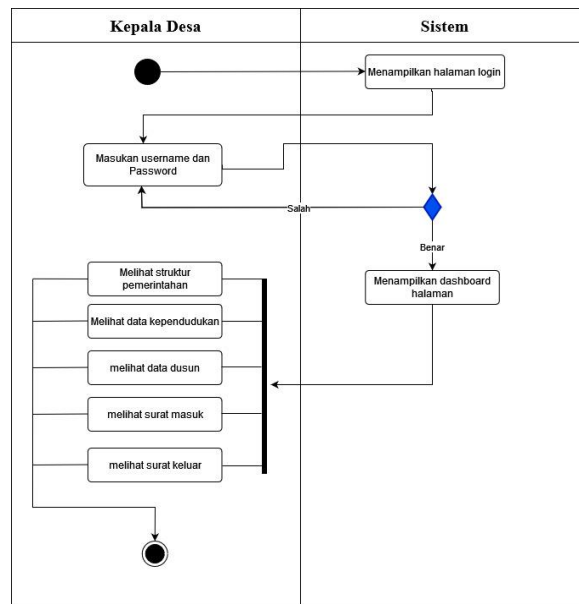 Kepala Desa
Sistem
Menampilkan halaman login
Masukan username dan
Password
Salah
Benar
Menampilkan dashboard
halaman
Melihat struktur
pemerintahan
Melihat data kependudukan
melihat data dusun
melihat surat masuk
melihat surat keluar